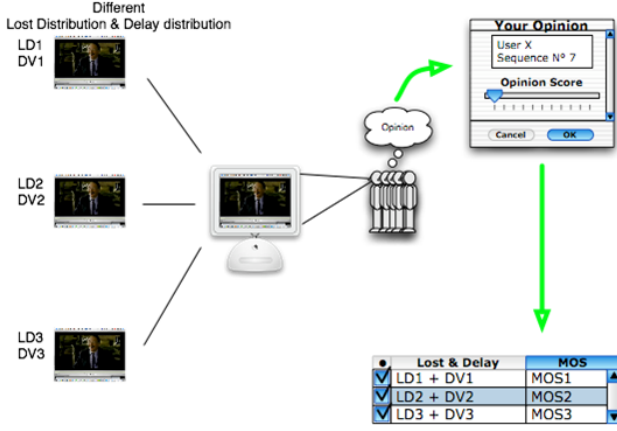 Different
Lost Distribution & Delay distribution
LD1
DV1
LD2
DV2
LD3
DV3
Opinion
Your Opinion
User X
Sequence Nº 7
Opinion Score
Cancel
OK
Lost & Delay MOS
LD1 + DV1 MOS1
LD2 + DV2 MOS2
LD3 + DV3 MOS3